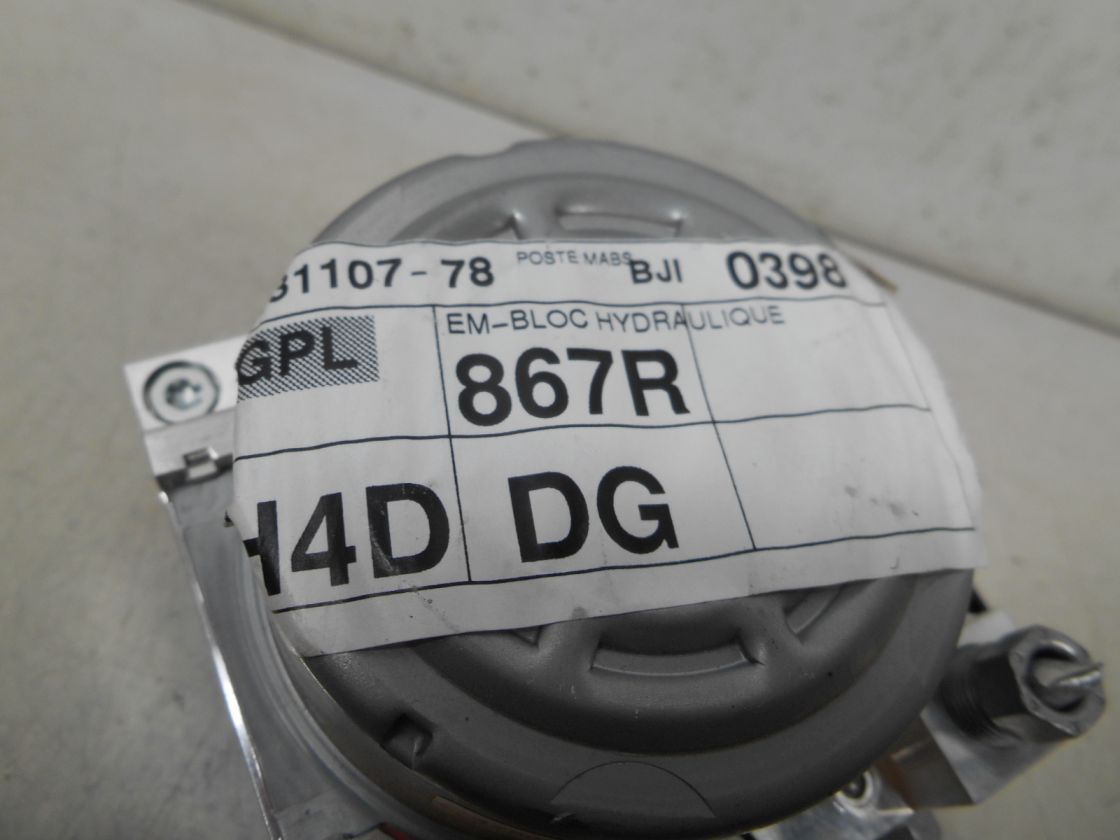 31107-78 POSTE MABS BJI 0398
GPL EM-BLOC HYDRAULIQUE
867R
H4D DG